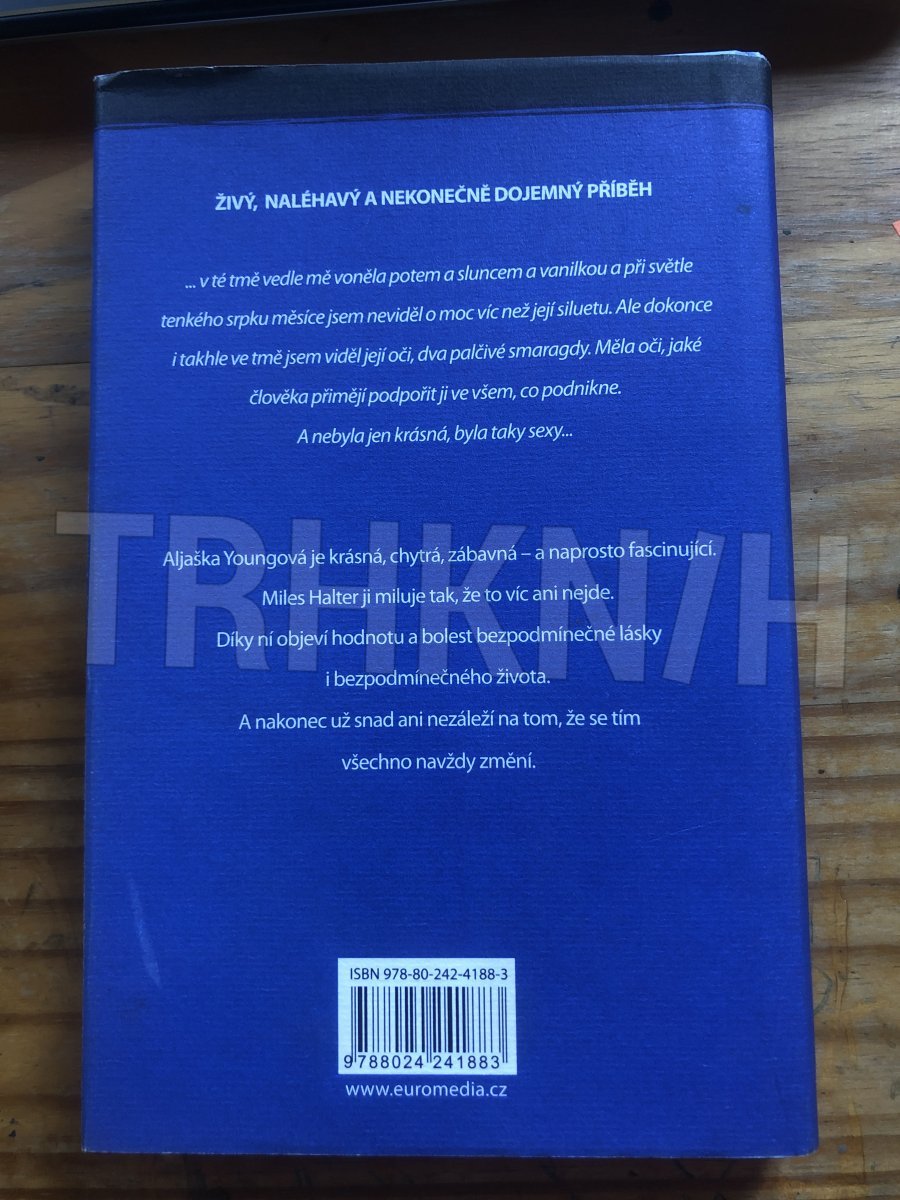 ŽIVÝ, NALÉHAVÝ A NEKONEČNĚ DOJEMNÝ PŘÍBĚH
... v té tmě vedle mě voněla potem a sluncem a vanilkou a při světle
tenkého srpku měsíce jsem neviděl o moc víc než její siluetu. Ale dokonce
i takhle ve tmě jsem viděl její oči, dva palčivé smaragdy. Měla oči, jaké
člověka přimějí podpořit ji ve všem, co podnikne.
A nebyla jen krásná, byla taky sexy...
TRHKNIH
Aljaška Youngová je krásná, chytrá, zábavná – a naprosto fascinující.
Miles Halter ji miluje tak, že to víc ani nejde.
Díky ní objeví hodnotu a bolest bezpodmínečné lásky
i bezpodmínečného života.
A nakonec už snad ani nezáleží na tom, že se tím
všechno navždy změní.
ISBN 978-80-242-4188-3
9 788024 241883
www.euromedia.cz